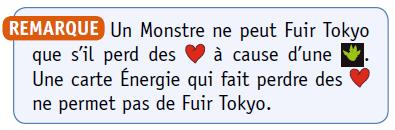 REMARQUE Un Monstre ne peut Fuir Tokyo
que s'il perd des ❤ à cause d'une .
Une carte Énergie qui fait perdre des ❤
ne permet pas de Fuir Tokyo.